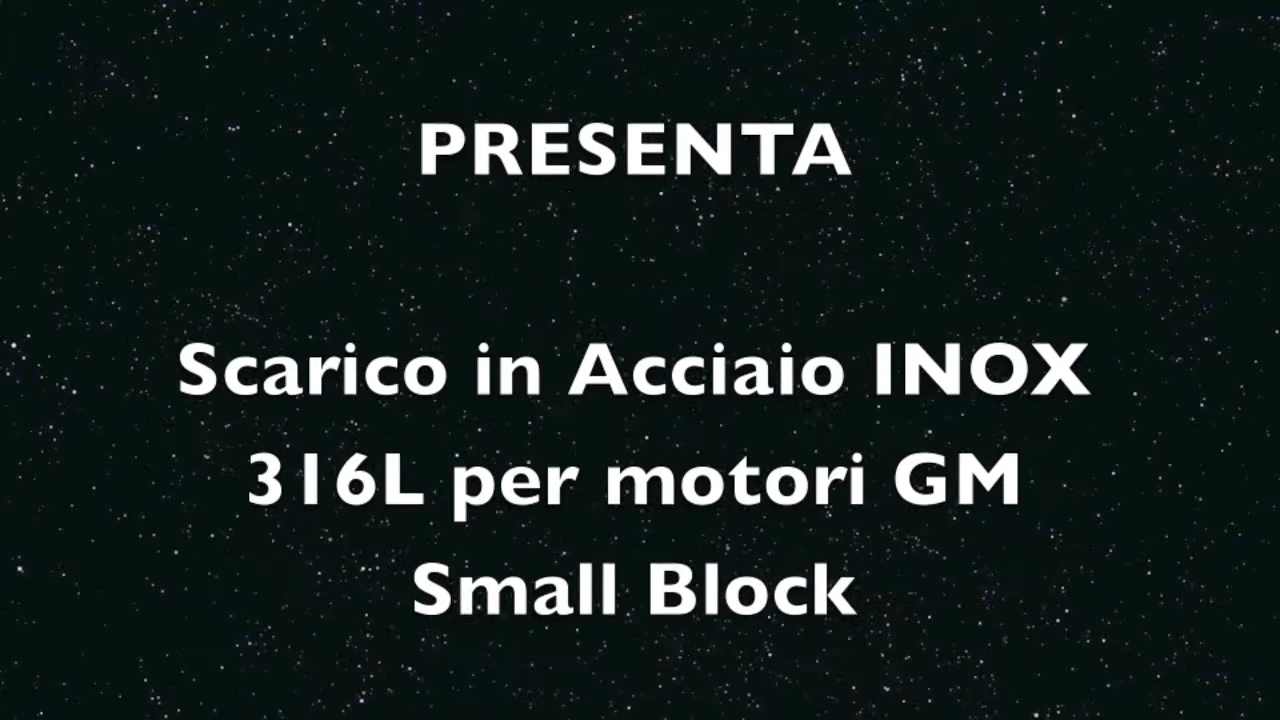 PRESENTA
Scarico in Acciaio INOX
316L per motori GM
Small Block